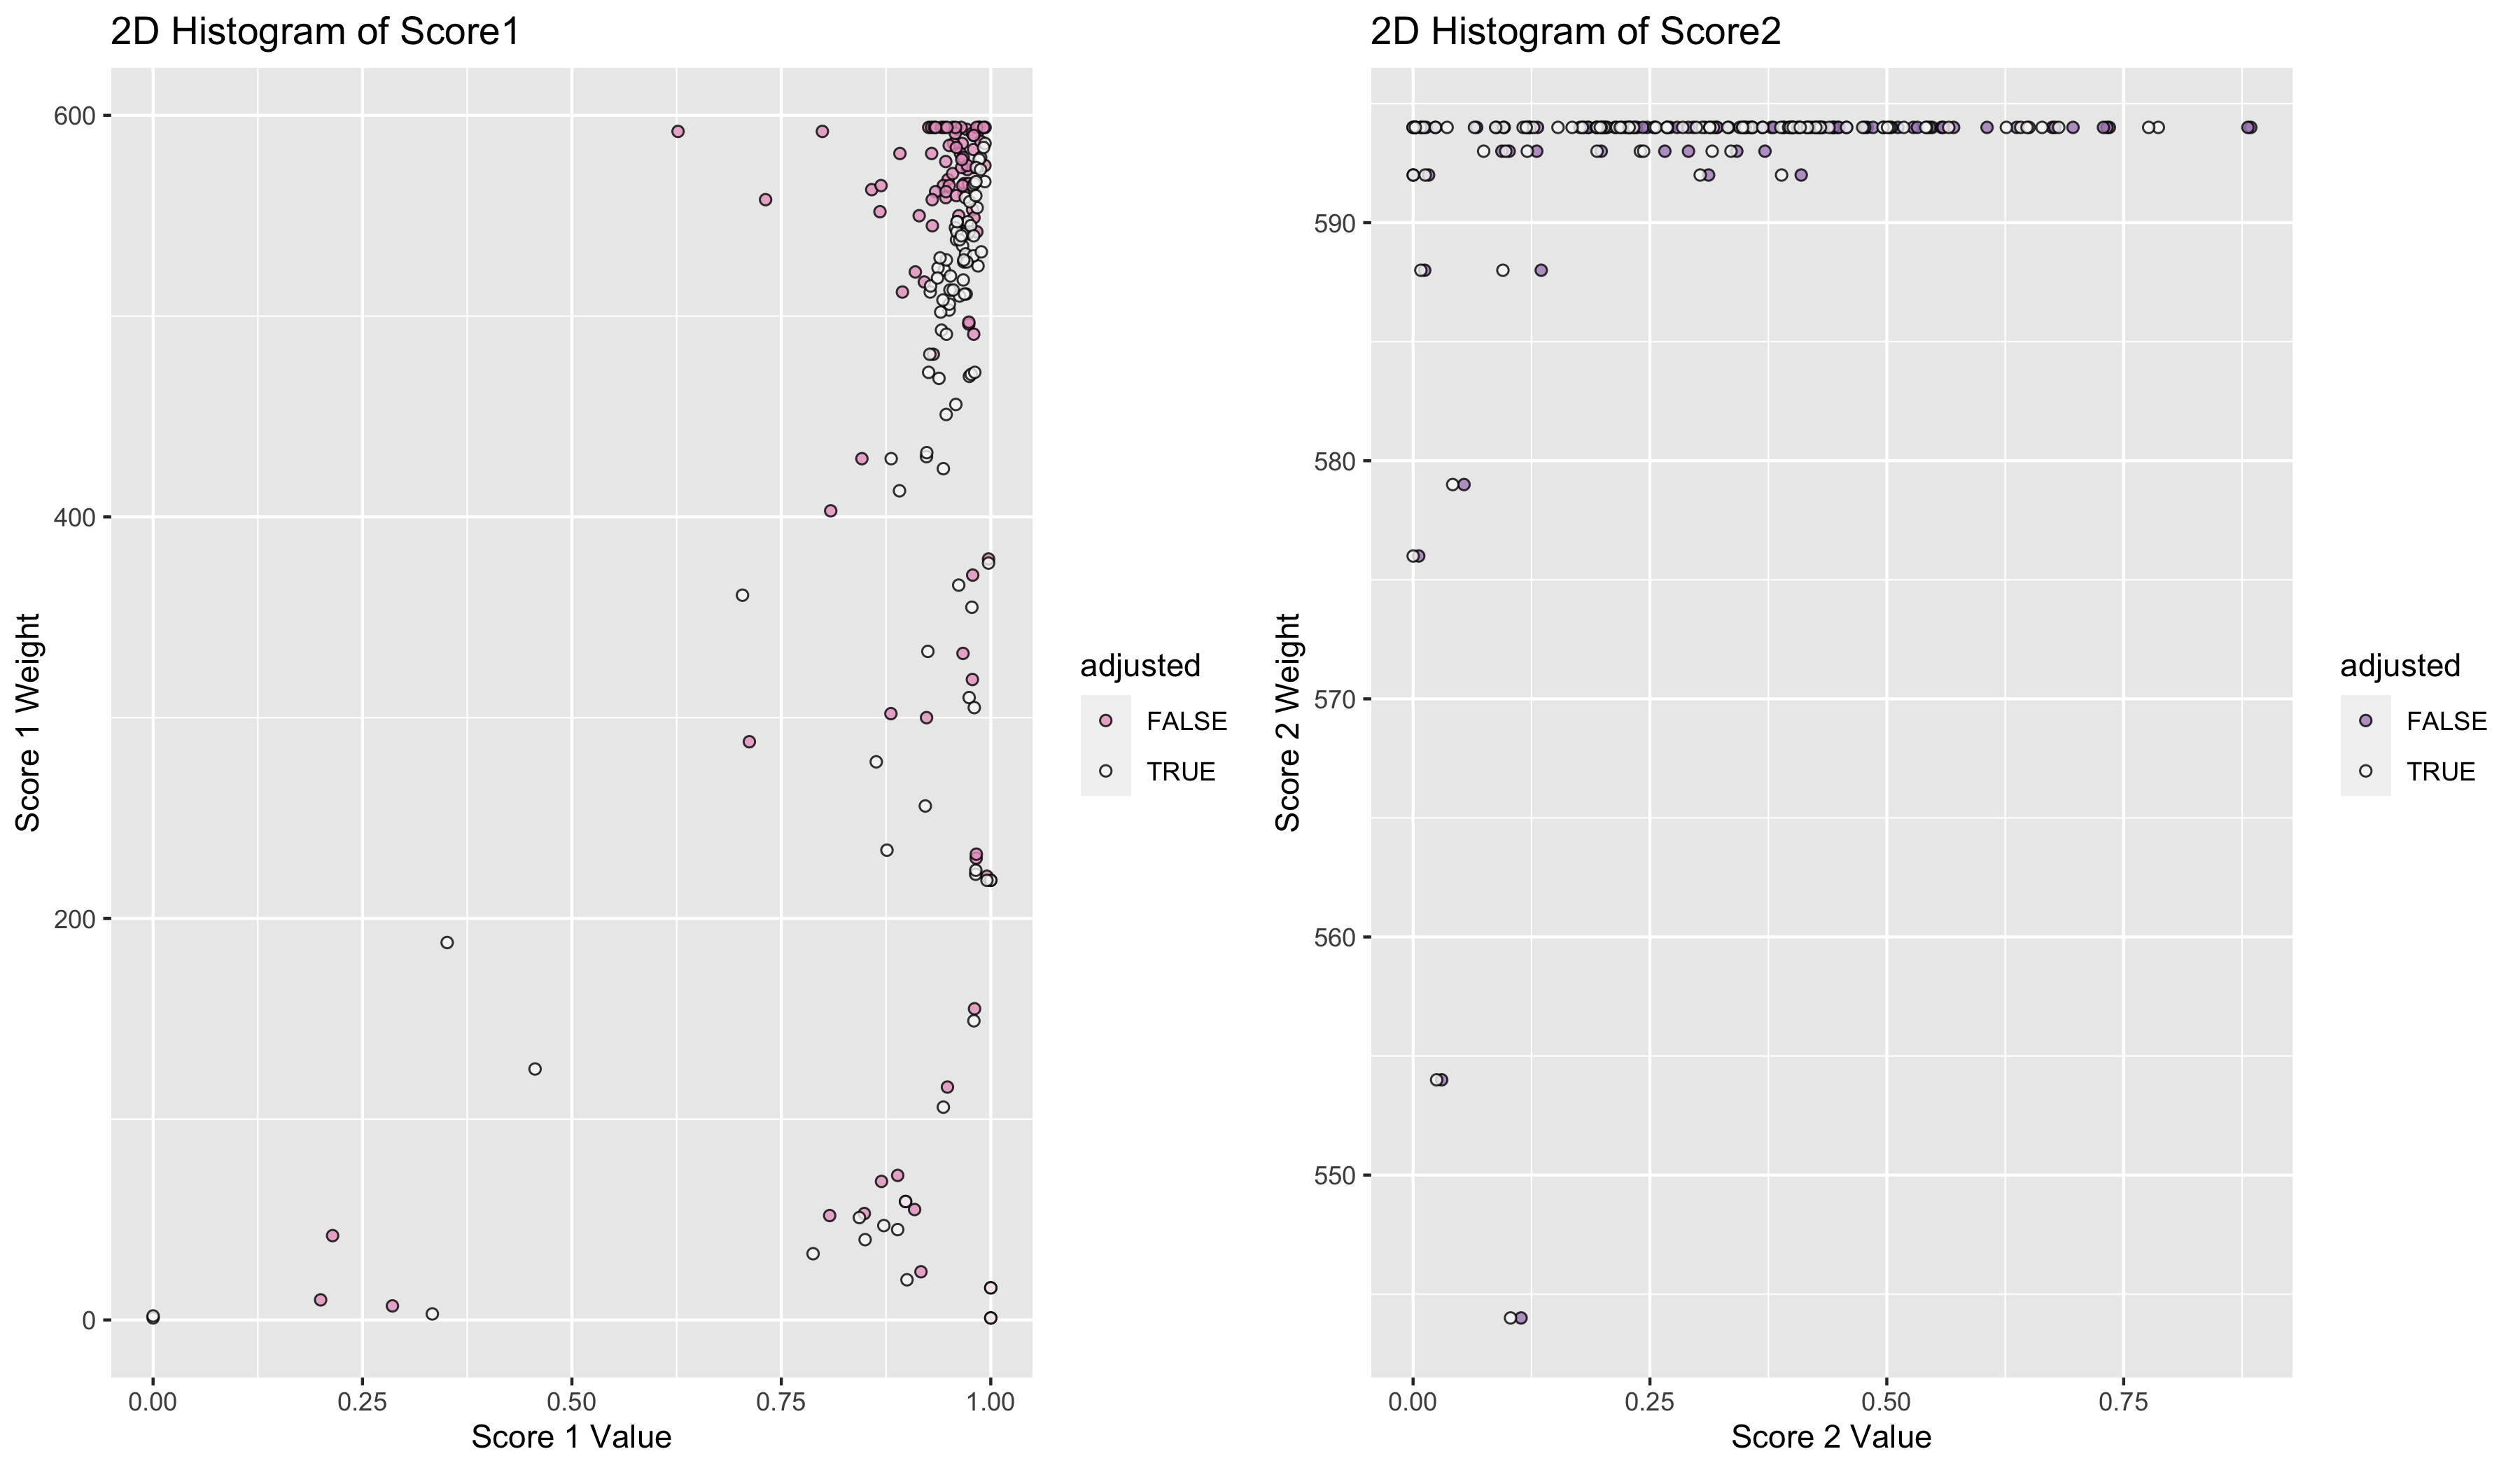 2D Histogram of Score1
600
400
200
0
Score 1 Weight
0.00 0.25 0.50 0.75 1.00
Score 1 Value
adjusted
FALSE
TRUE
2D Histogram of Score2
590
580
570
560
550
Score 2 Weight
0.00 0.25 0.50 0.75
Score 2 Value
adjusted
FALSE
TRUE